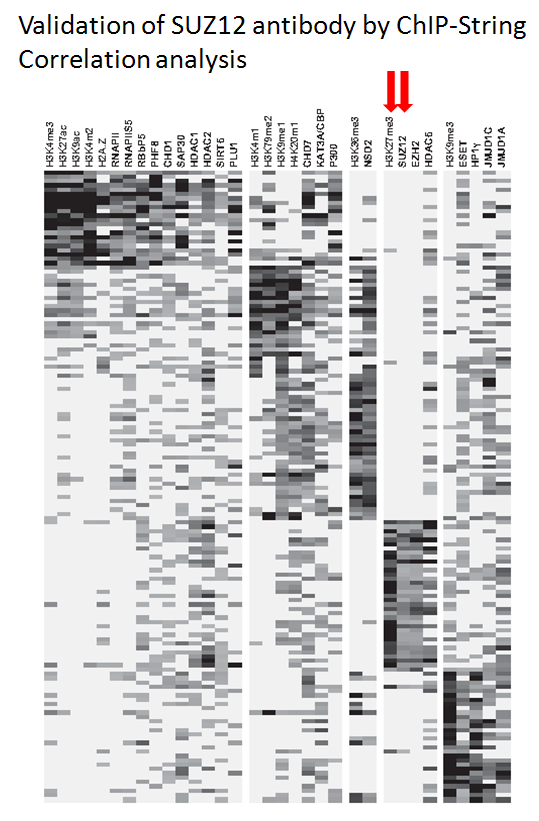 Validation of SUZ12 antibody by ChIP-String
Correlation analysis
H3K4me3
H3K27ac
H3K9ac
H3K4m2
H2A.Z
RNAPII
RNAPIIS5
RBbP5
PHF8
CHD1
SAP30
HDAC1
HDAC2
SIRT6
PLU1
H3K4m1
H3K79me2
H3K9me1
H4K20m1
CHD7
KAT3A/CBP
P300
H3K36me3
NSD2
H3K27me3
SUZ12
EZH2
HDAC6
H3K9me3
ESET
HP1γ
JMJD1C
JMJD1A